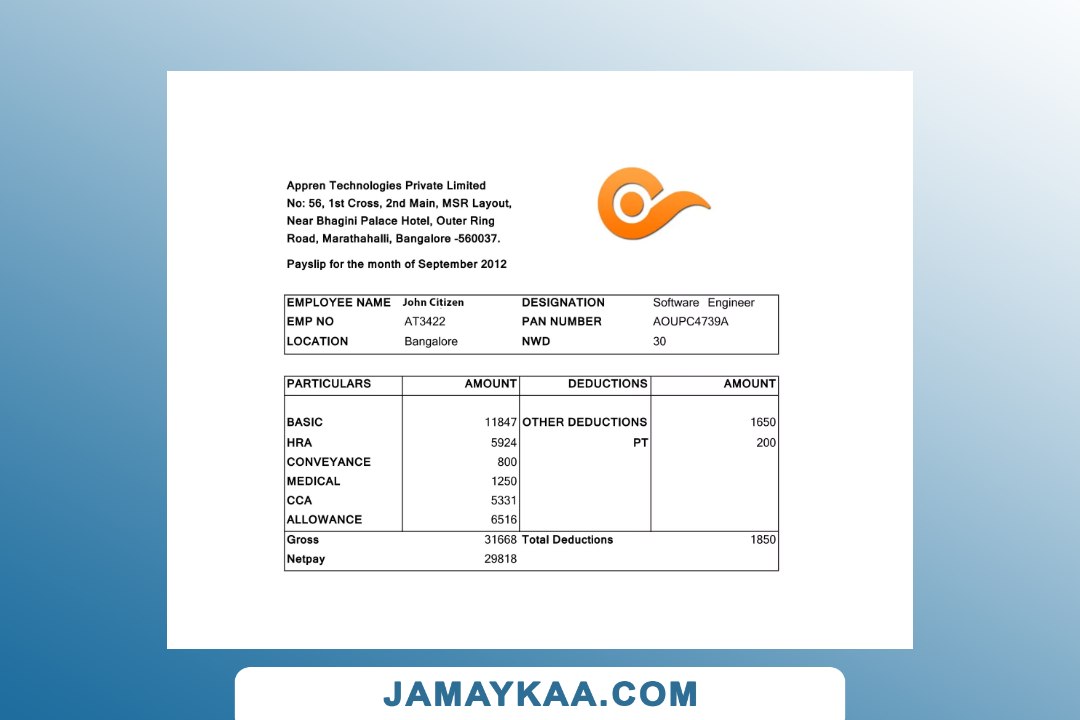 Appren Technologies Private Limited
No: 56, 1st Cross, 2nd Main, MSR Layout,
Near Bhagini Palace Hotel, Outer Ring
Road, Marathahalli, Bangalore -560037.
Payslip for the month of September 2012
EMPLOYEE NAME John Citizen DESIGNATION Software Engineer
EMP NO AT3422 PAN NUMBER AOUPC4739A
LOCATION Bangalore NWD 30
PARTICULARS AMOUNT DEDUCTIONS AMOUNT
BASIC 11847 OTHER DEDUCTIONS 1650
HRA 5924 PT 200
CONVEYANCE 800
MEDICAL 1250
CCA 5331
ALLOWANCE 6516
Gross 31668 Total Deductions 1850
Netpay 29818
JAMAYKAA.COM